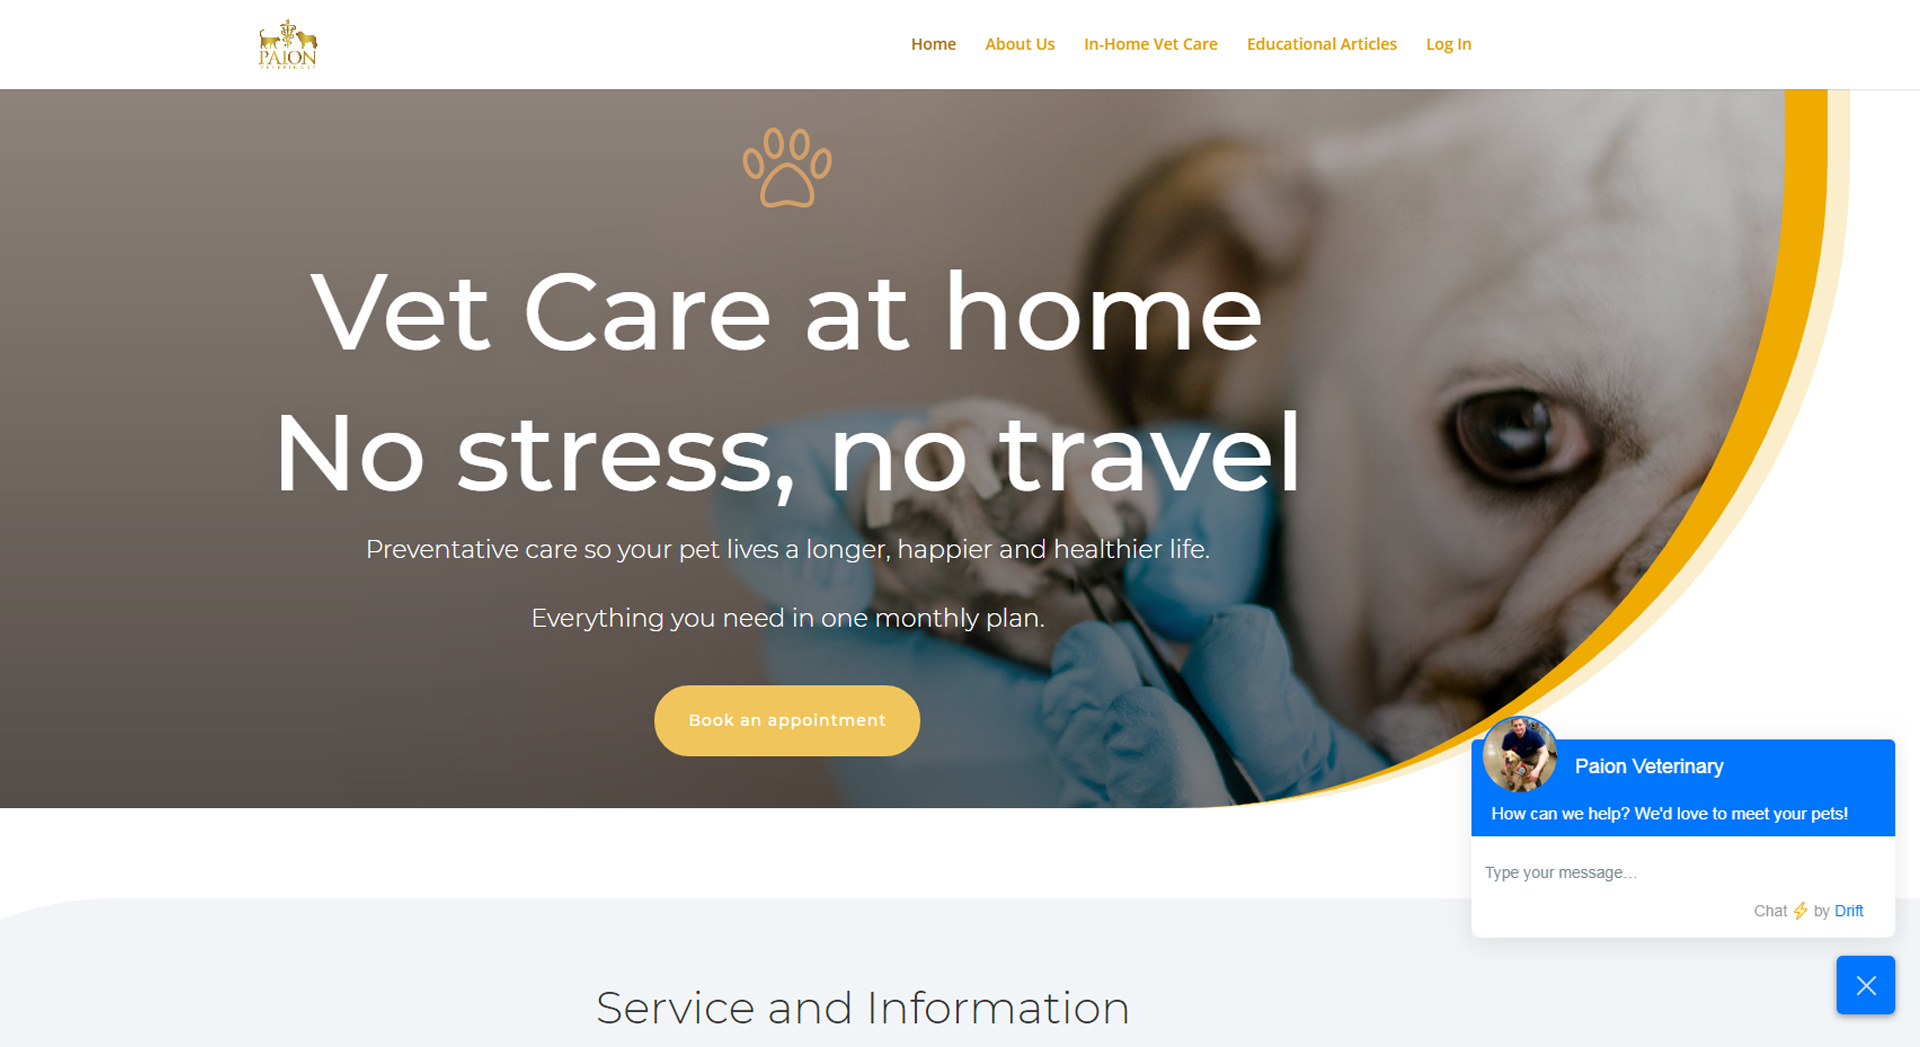 PAION
VETERINARY
Home
About Us
In-Home Vet Care
Educational Articles
Log In
Vet Care at home
No stress, no travel
Preventative care so your pet lives a longer, happier and healthier life.
Everything you need in one monthly plan.
Book an appointment
Paion Veterinary
How can we help? We'd love to meet your pets!
Type your message…
Chat by Drift
Service and Information